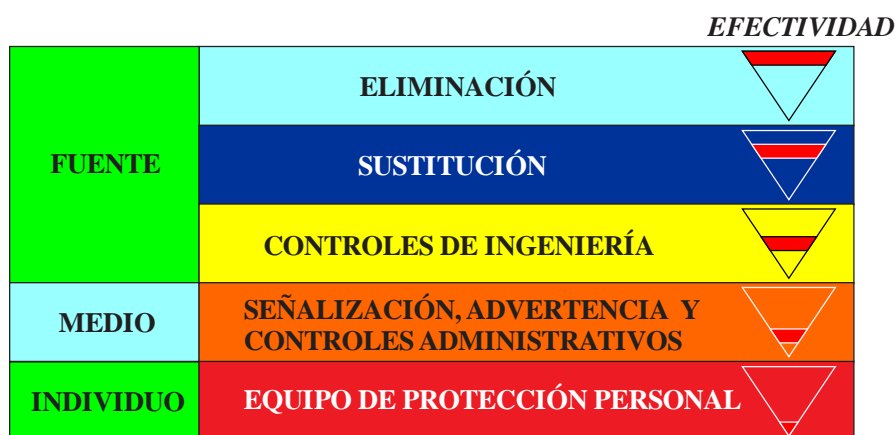 EFECTIVIDAD
FUENTE
ELIMINACIÓN
SUSTITUCIÓN
CONTROLES DE INGENIERÍA
MEDIO
SEÑALIZACIÓN, ADVERTENCIA Y
CONTROLES ADMINISTRATIVOS
INDIVIDUO
EQUIPO DE PROTECCIÓN PERSONAL